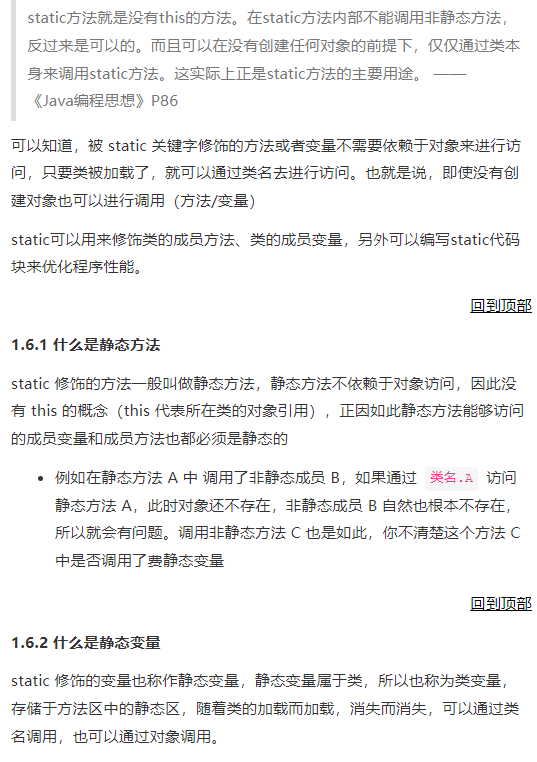 static方法就是没有this的方法。在static方法内部不能调用非静态方法，
反过来是可以的。而且可以在没有创建任何对象的前提下，仅仅通过类本
身来调用static方法。这实际上正是static方法的主要用途。 ——
《Java编程思想》P86
可以知道，被 static 关键字修饰的方法或者变量不需要依赖于对象来进行访
问，只要类被加载了，就可以通过类名去进行访问。也就是说，即使没有创
建对象也可以进行调用（方法/变量）
static可以用来修饰类的成员方法、类的成员变量，另外可以编写static代码
块来优化程序性能。
回到顶部
1.6.1 什么是静态方法
static 修饰的方法一般叫做静态方法，静态方法不依赖于对象访问，因此没
有 this 的概念（this 代表所在类的对象引用），正因如此静态方法能够访问
的成员变量和成员方法也都必须是静态的
• 例如在静态方法 A 中 调用了非静态成员 B，如果通过 类名.A 访问
静态方法 A，此时对象还不存在，非静态成员 B 自然也根本不存在，
所以就会有问题。调用非静态方法 C 也是如此，你不清楚这个方法 C
中是否调用了费静态变量
回到顶部
1.6.2 什么是静态变量
static 修饰的变量也称作静态变量，静态变量属于类，所以也称为类变量，
存储于方法区中的静态区，随着类的加载而加载，消失而消失，可以通过类
名调用，也可以通过对象调用。